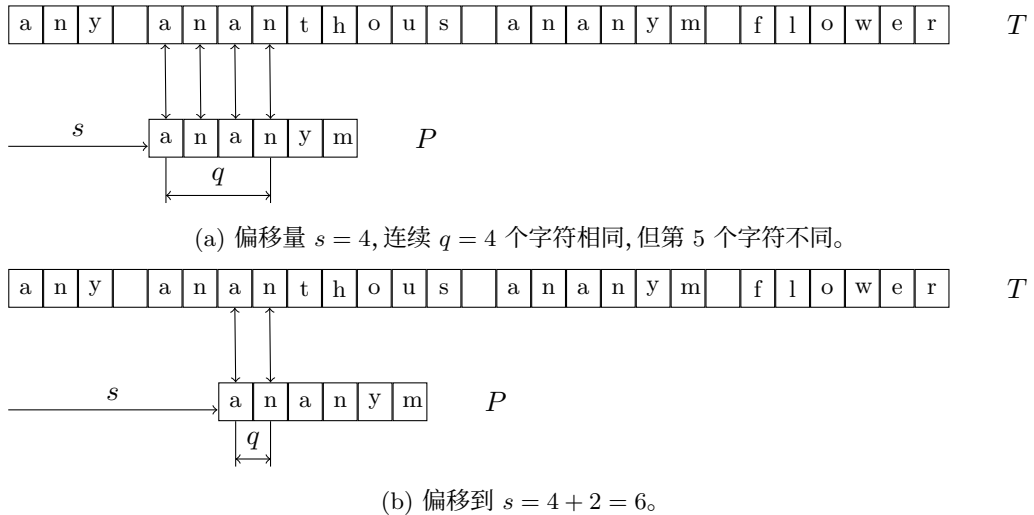 a n y a n a n t h o u s a n a n y m f l o w e r T
s a n a n y m P
q
(a) 偏移量 s = 4, 连续 q = 4 个字符相同, 但第 5 个字符不同。
a n y a n a n t h o u s a n a n y m f l o w e r T
s a n a n y m P
q
(b) 偏移到 s = 4 + 2 = 6。